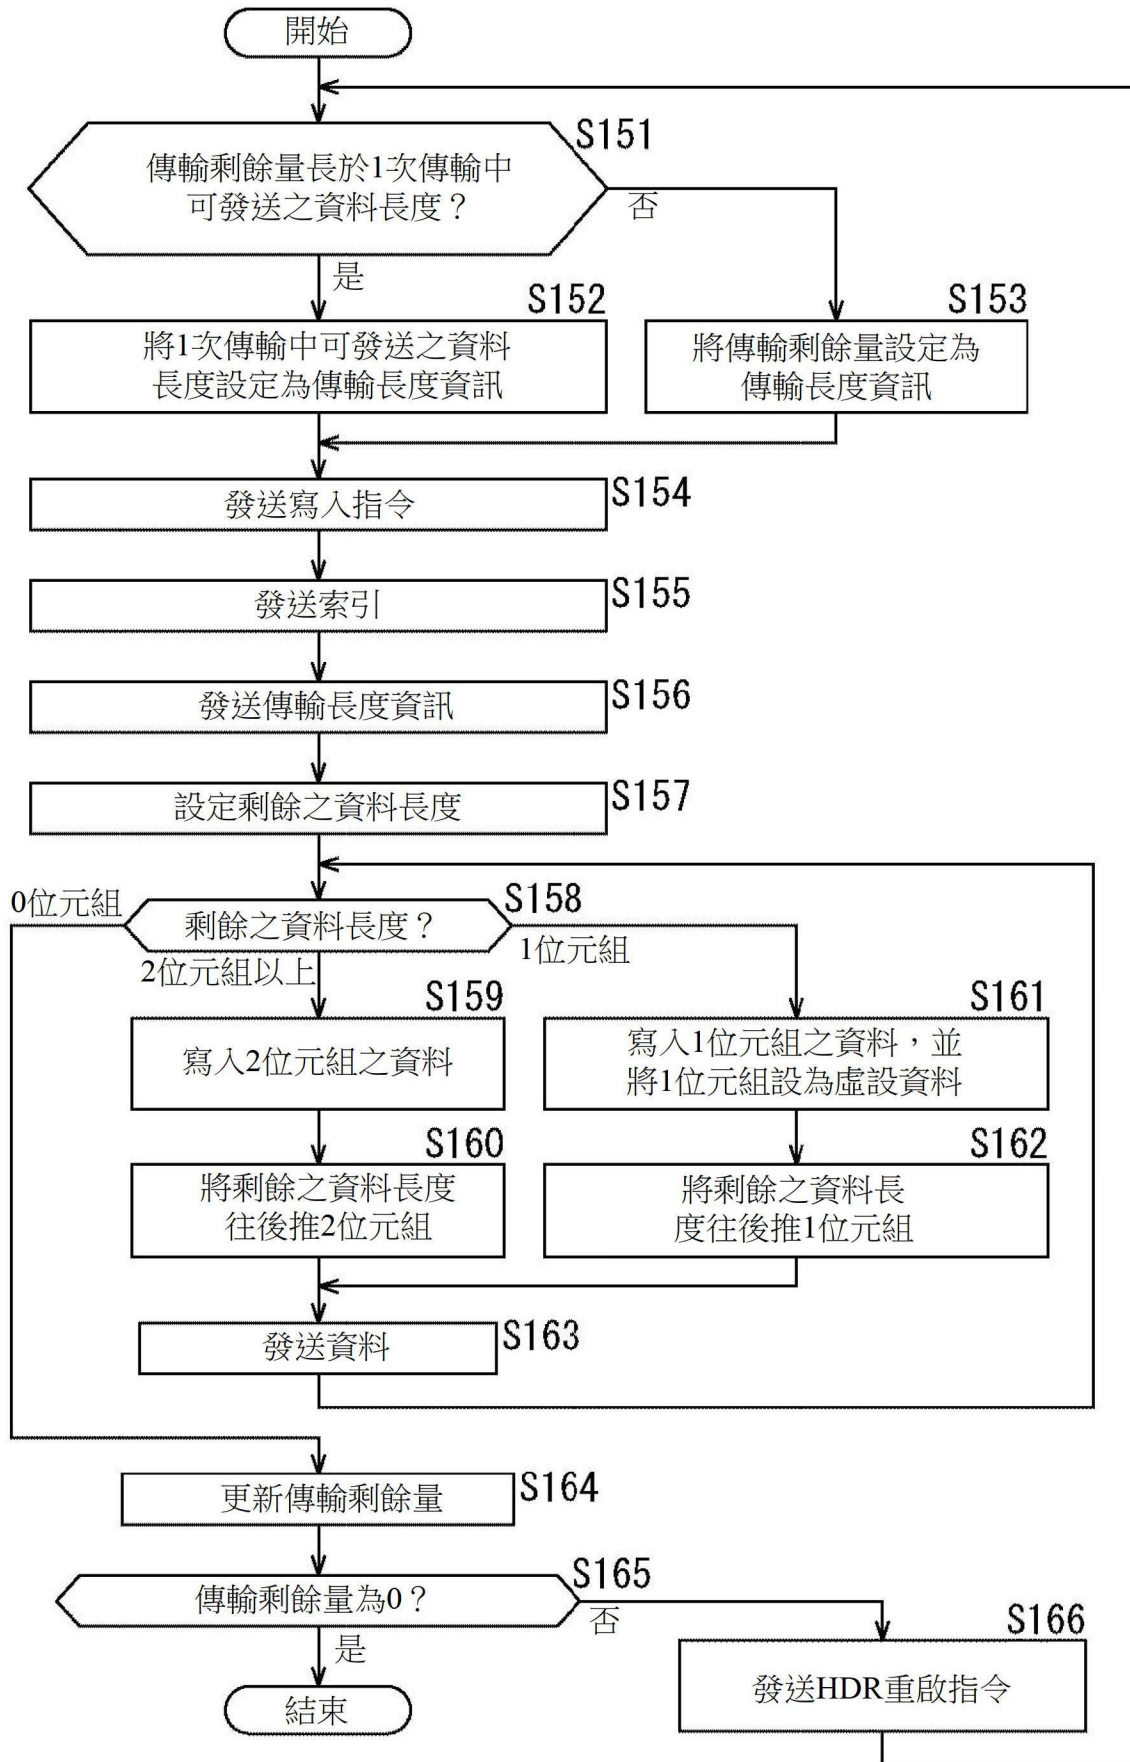 開始
S151
傳輸剩餘量長於1次傳輸中
可發送之資料長度？
否
是
S152
將1次傳輸中可發送之資料
長度設定為傳輸長度資訊
S153
將傳輸剩餘量設定為
傳輸長度資訊
發送寫入指令
S154
發送索引
S155
發送傳輸長度資訊
S156
設定剩餘之資料長度
S157
0位元組
剩餘之資料長度？
S158
1位元組
2位元組以上
S159
寫入2位元組之資料
S161
寫入1位元組之資料，並
將1位元組設為虛設資料
S160
將剩餘之資料長度
往後推2位元組
S162
將剩餘之資料長
度往後推1位元組
發送資料
S163
更新傳輸剩餘量
S164
傳輸剩餘量為0？
S165
否
是
S166
發送HDR重啟指令
結束